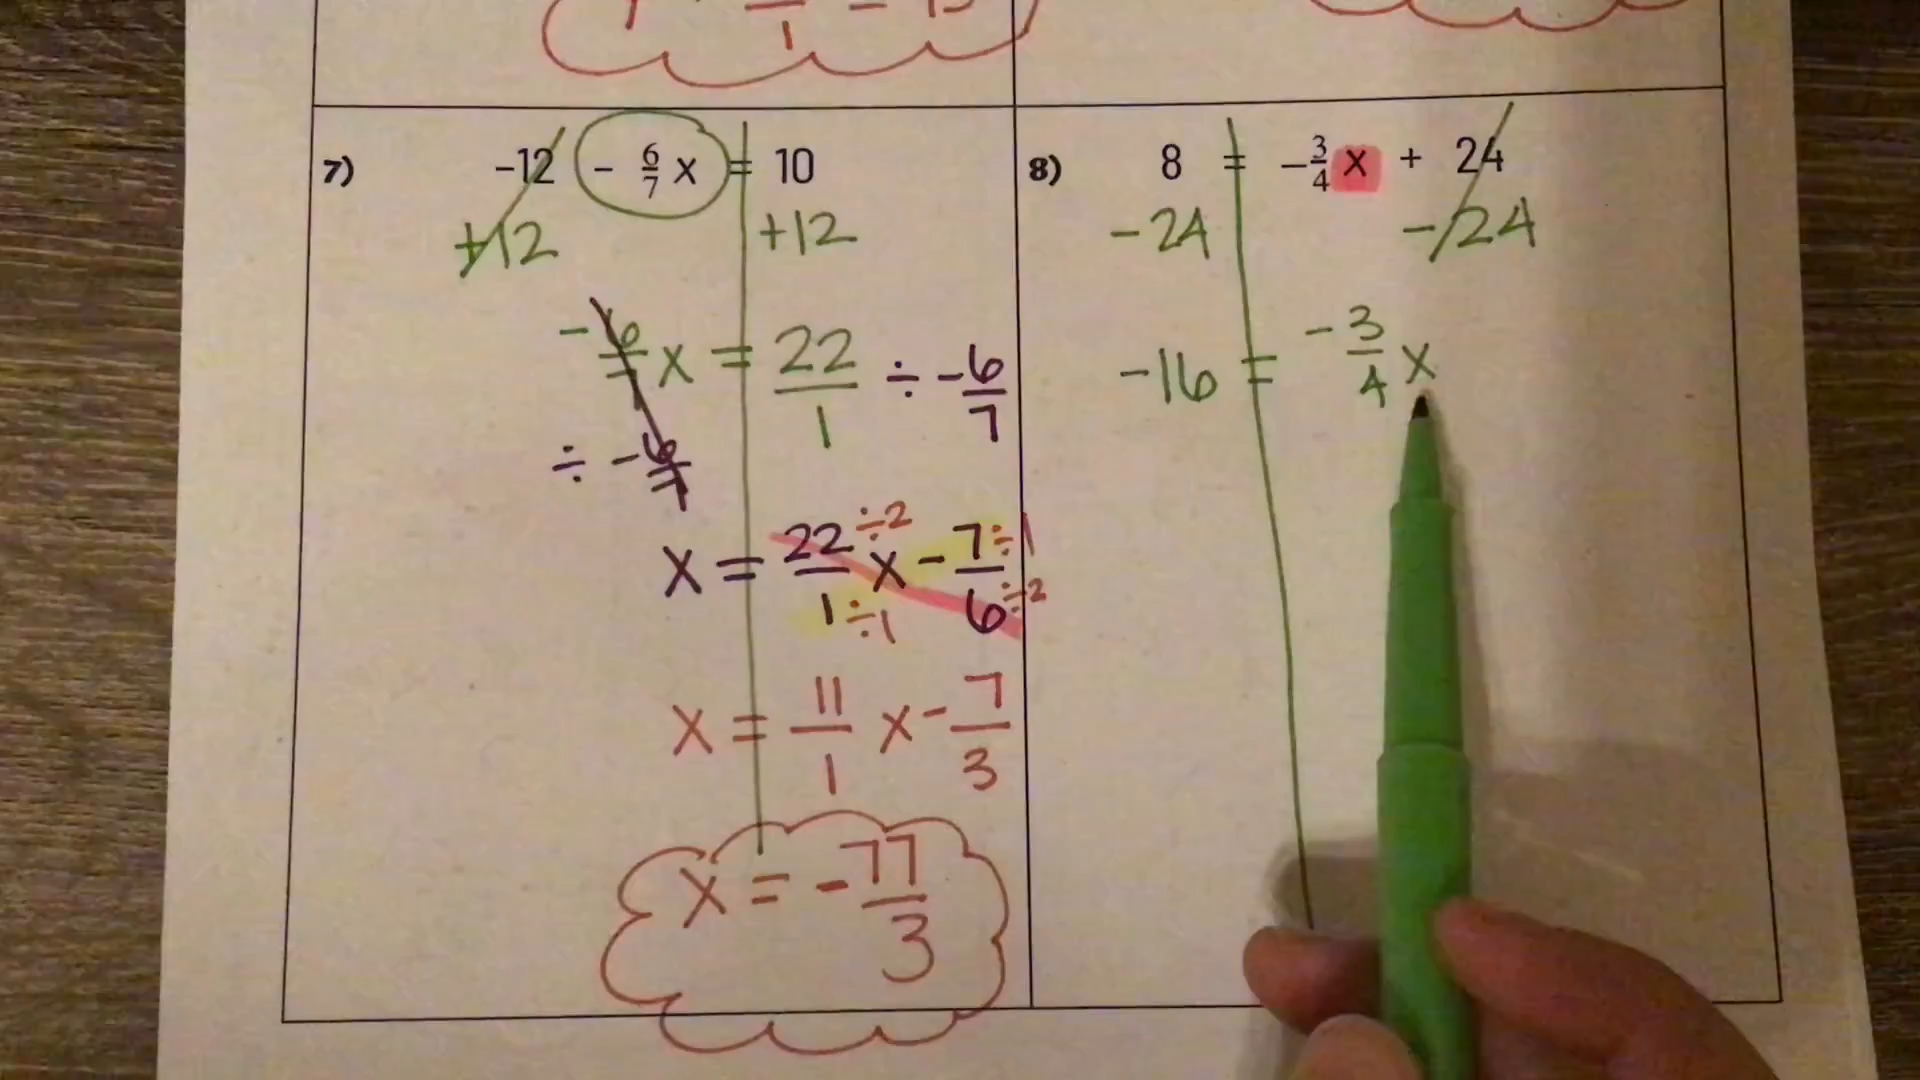 1
7) -12 - 6/7 x = 10
+12 +12
-6/7 x = 22/1 ÷ -6/7
÷ -6/7
x = 22/1 ÷2 ÷1 x -7/6 ÷1 ÷2
x = 11/1 x -7/3
x = -77/3
8) 8 = -3/4 x + 24
-24 -24
-16 = -3/4 x